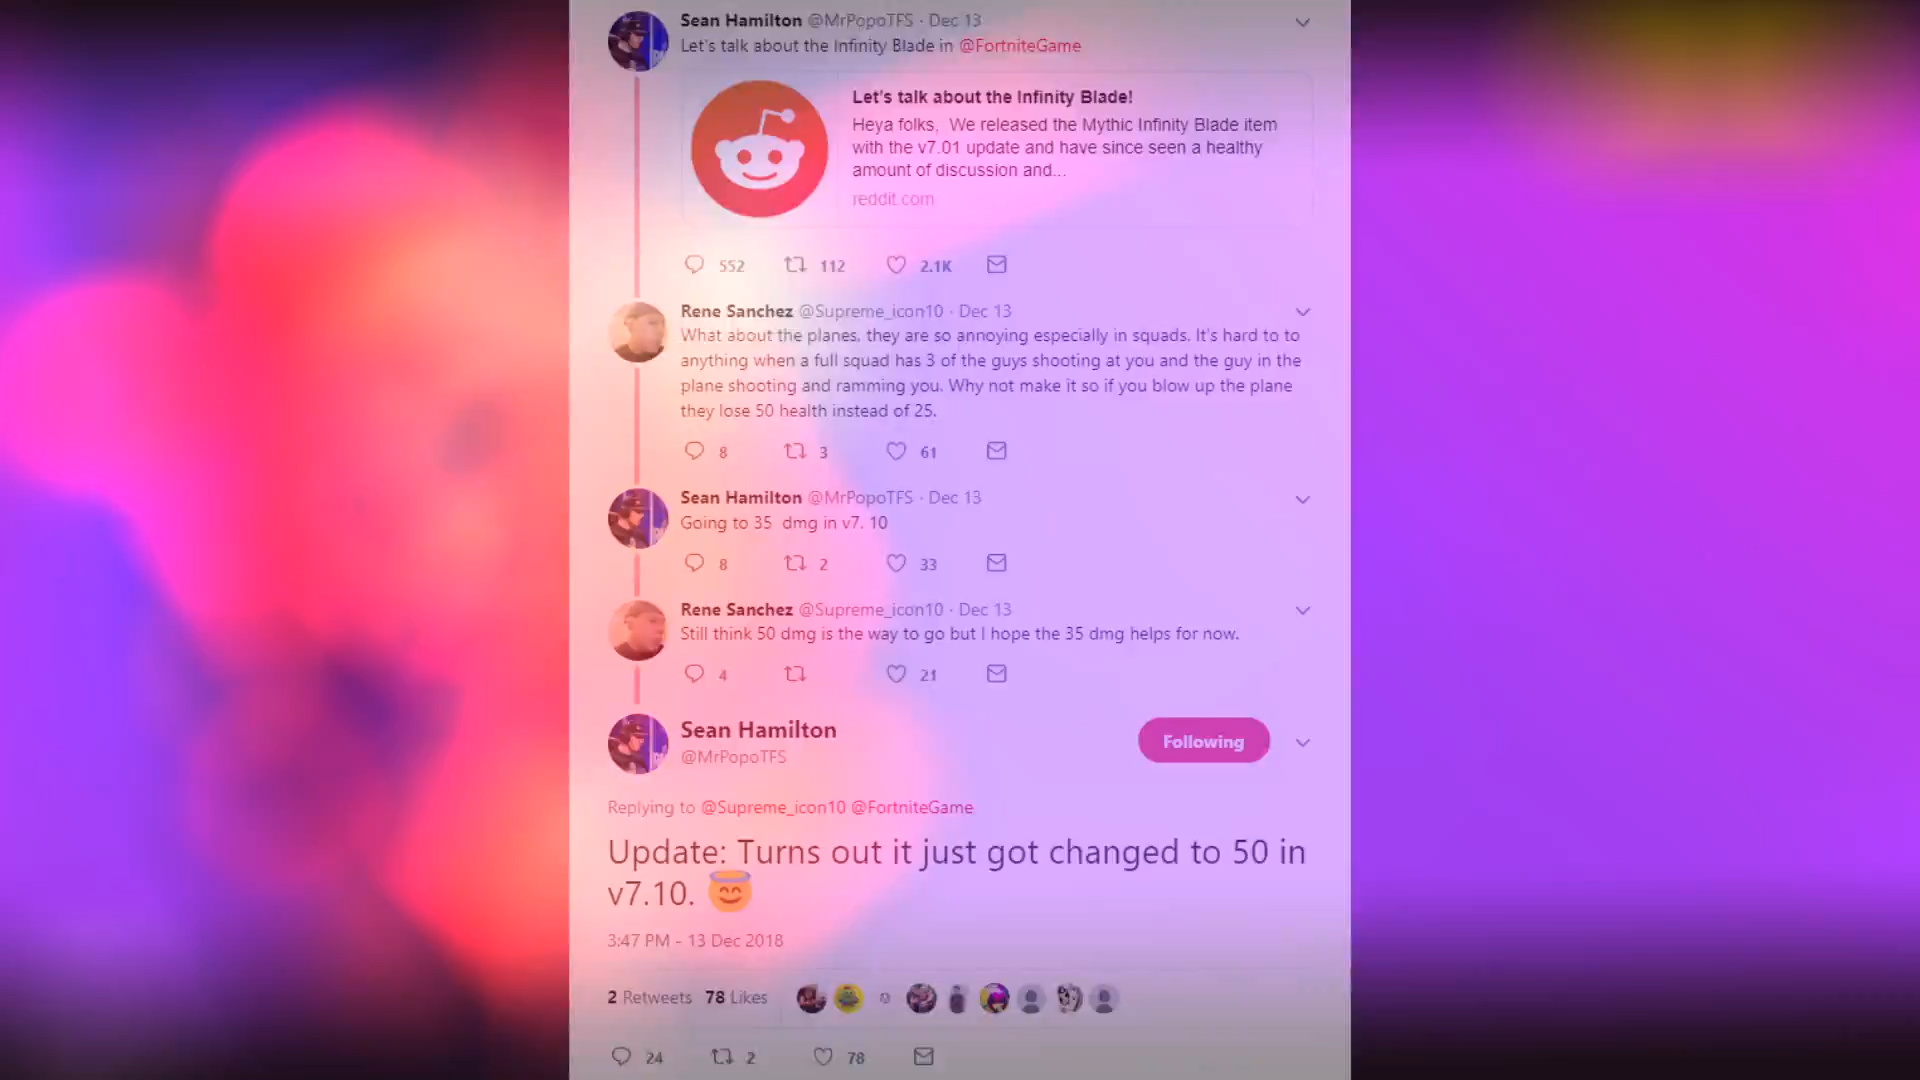 Sean Hamilton @MrPopoTFS · Dec 13
Let's talk about the Infinity Blade in @FortniteGame
Let's talk about the Infinity Blade!
Heya folks, We released the Mythic Infinity Blade item
with the v7.01 update and have since seen a healthy
amount of discussion and...
reddit.com
552 112 2.1K
Rene Sanchez @Supreme_icon10 · Dec 13
What about the planes, they are so annoying especially in squads. It's hard to to
anything when a full squad has 3 of the guys shooting at you and the guy in the
plane shooting and ramming you. Why not make it so if you blow up the plane
they lose 50 health instead of 25.
8 3 61
Sean Hamilton @MrPopoTFS · Dec 13
Going to 35 dmg in v7. 10
8 2 33
Rene Sanchez @Supreme_icon10 · Dec 13
Still think 50 dmg is the way to go but I hope the 35 dmg helps for now.
4 21
Sean Hamilton
@MrPopoTFS
Following
Replying to @Supreme_icon10 @FortniteGame
Update: Turns out it just got changed to 50 in
v7.10. 😇
3:47 PM - 13 Dec 2018
2 Retweets 78 Likes
24 2 78